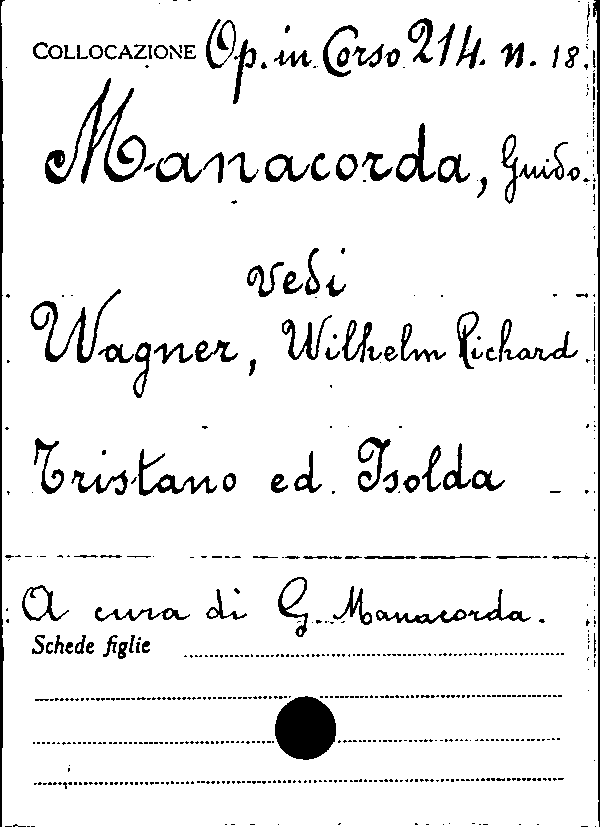 COLLOCAZIONE Op. in Corso 214. n. 18.
Manacorda, Guido.
vedi
Wagner, Wilhelm Richard
Tristano ed Isolda
A cura di G. Manacorda.
Schede figlie